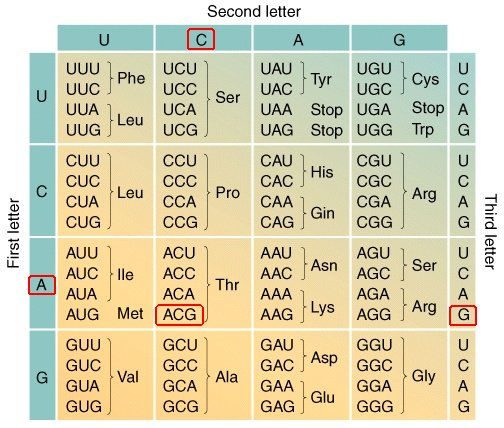 Second letter
U C A G
First letter
Third letter
U
UUU UCU UAU UGU U
Phe Tyr Cys
UUC UCC UAC UGC C
Ser
UUA UCA UAA Stop UGA Stop A
Leu
UUG UCG UAG Stop UGG Trp G
C
CUU CCU CAU CGU U
His
CUC CCC CAC CGC C
Leu Pro Arg
CUA CCA CAA CGA A
Gin
CUG CCG CAG CGG G
A
AUU ACU AAU AGU U
Asn Ser
AUC ACC AAC AGC C
Ile Thr
AUA ACA AAA AGA A
Lys Arg
AUG Met ACG AAG AGG G
G
GUU GCU GAU GGU U
Asp
GUC GCC GAC GGC C
Val Ala Gly
GUA GCA GAA GGA A
Glu
GUG GCG GAG GGG G